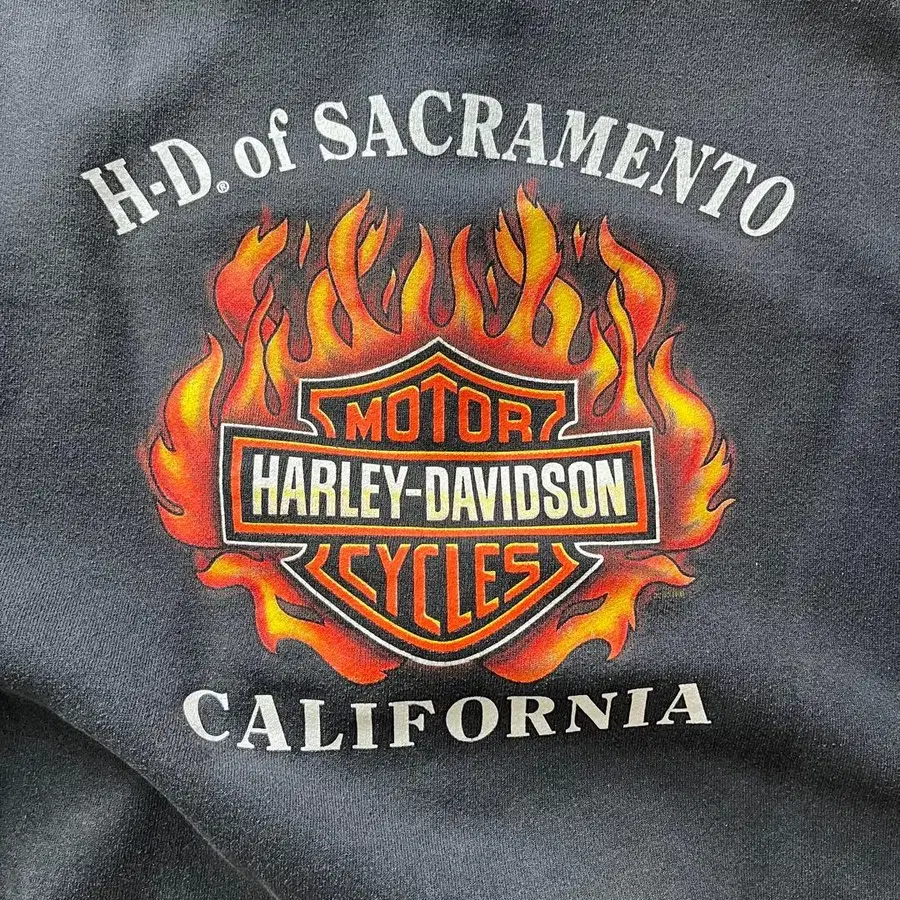 H-D.® of SACRAMENTO
MOTOR
HARLEY-DAVIDSON
CYCLES
CALIFORNIA